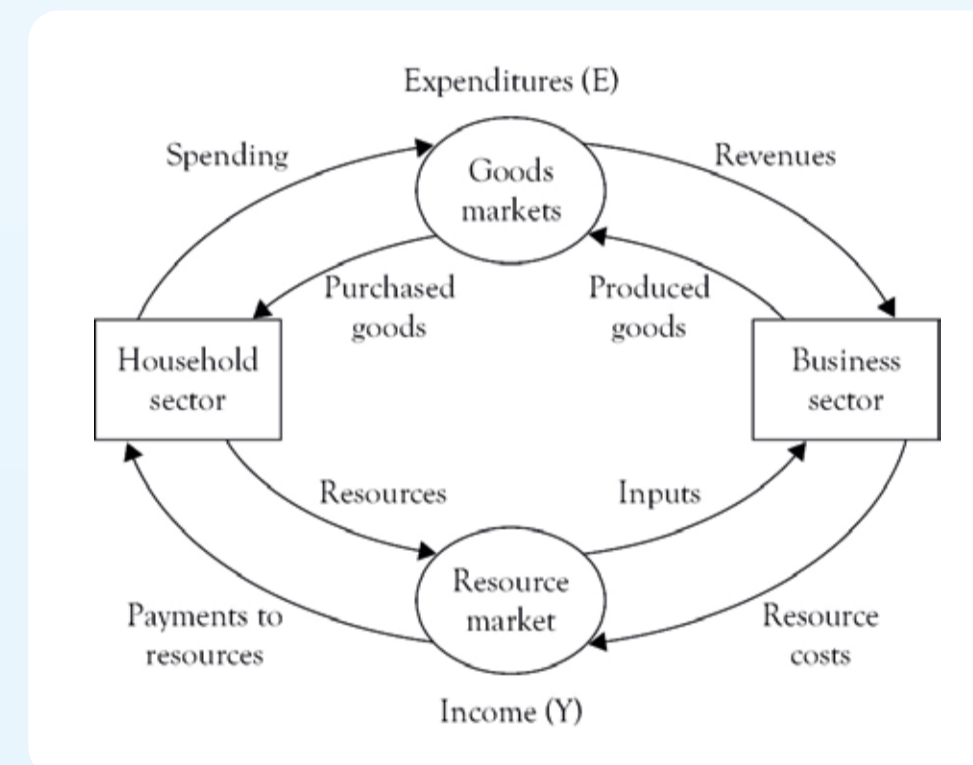 Expenditures (E)
Spending
Goods
markets
Revenues
Purchased
goods
Produced
goods
Household
sector
Business
sector
Resources
Inputs
Resource
market
Payments to
resources
Resource
costs
Income (Y)